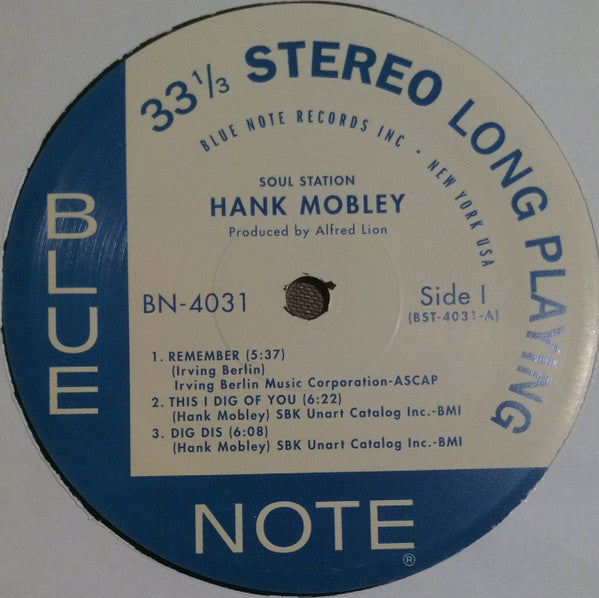 33 1/3 STEREO LONG PLAYING
BLUE NOTE RECORDS INC • NEW YORK USA
SOUL STATION
HANK MOBLEY
Produced by Alfred Lion
BN-4031
Side I
(BST-4031-A)
1. REMEMBER (5:37)
(Irving Berlin)
Irving Berlin Music Corporation-ASCAP
2. THIS I DIG OF YOU (6:22)
(Hank Mobley) SBK Unart Catalog Inc.-BMI
3. DIG DIS (6:08)
(Hank Mobley) SBK Unart Catalog Inc.-BMI
BLUE
NOTE®